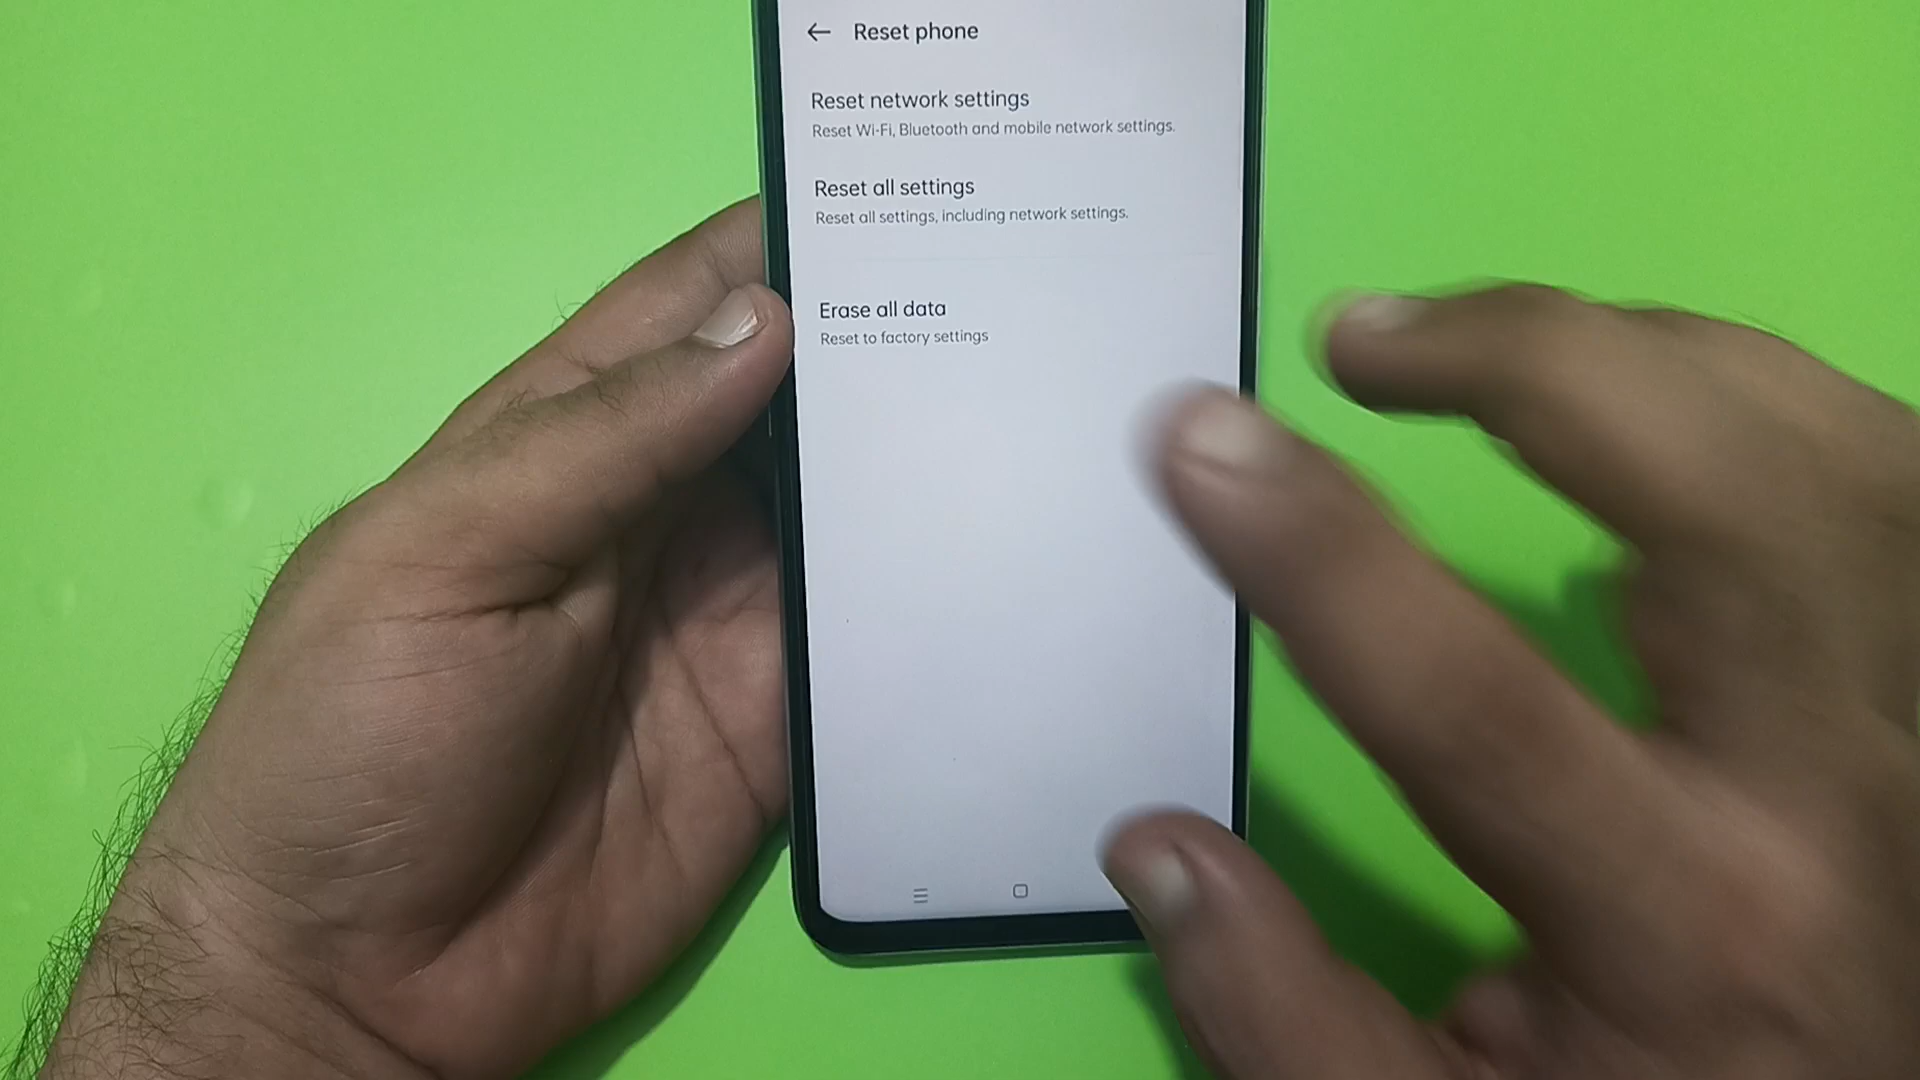 Reset phone
Reset network settings
Reset Wi-Fi, Bluetooth and mobile network settings.
Reset all settings
Reset all settings, including network settings.
Erase all data
Reset to factory settings